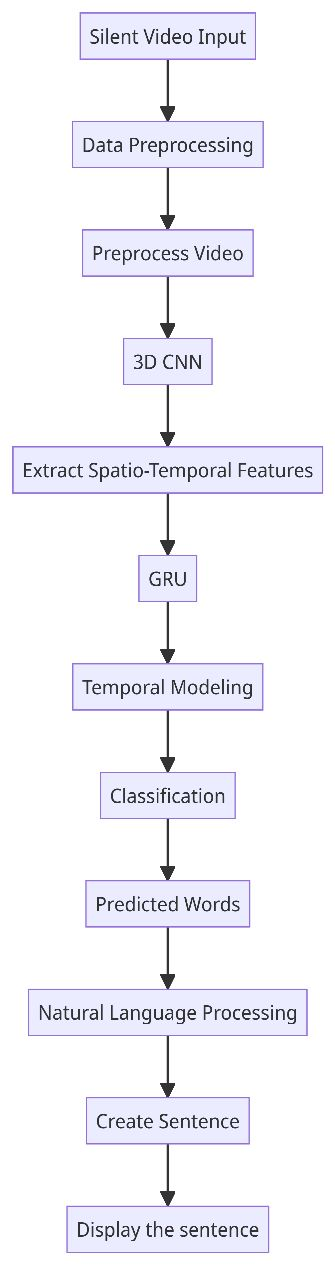 Silent Video Input
Data Preprocessing
Preprocess Video
3D CNN
Extract Spatio-Temporal Features
GRU
Temporal Modeling
Classification
Predicted Words
Natural Language Processing
Create Sentence
Display the sentence